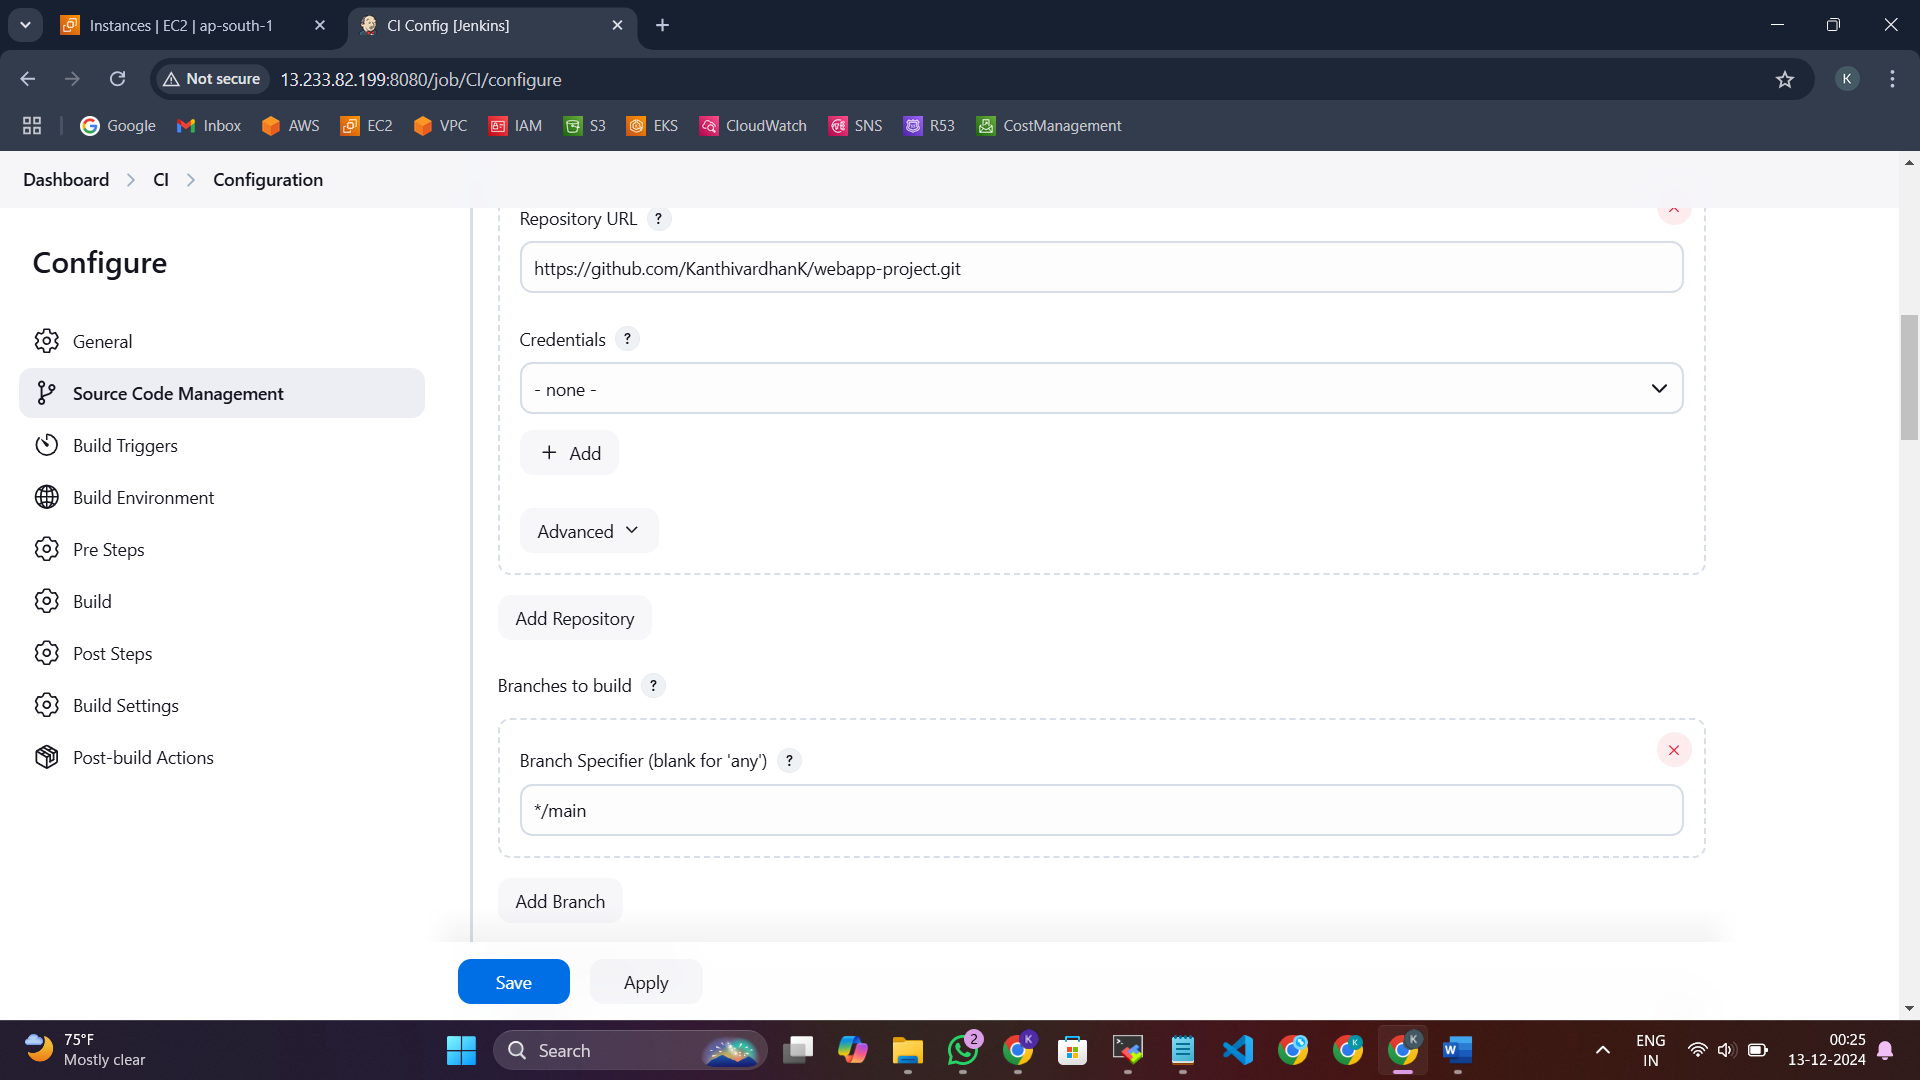 Instances | EC2 | ap-south-1
CI Config [Jenkins]
Not secure
13.233.82.199:8080/job/CI/configure
K
Google
Inbox
AWS
EC2
VPC
IAM
S3
EKS
CloudWatch
SNS
R53
CostManagement
Dashboard
CI
Configuration
Configure
General
Source Code Management
Build Triggers
Build Environment
Pre Steps
Build
Post Steps
Build Settings
Post-build Actions
Repository URL ?
https://github.com/KanthivardhanK/webapp-project.git
Credentials ?
- none -
+ Add
Advanced
Add Repository
Branches to build ?
Branch Specifier (blank for 'any') ?
*/main
Add Branch
Save
Apply
75°F
Mostly clear
Search
2
K
K
K
W
ENG
IN
00:25
13-12-2024